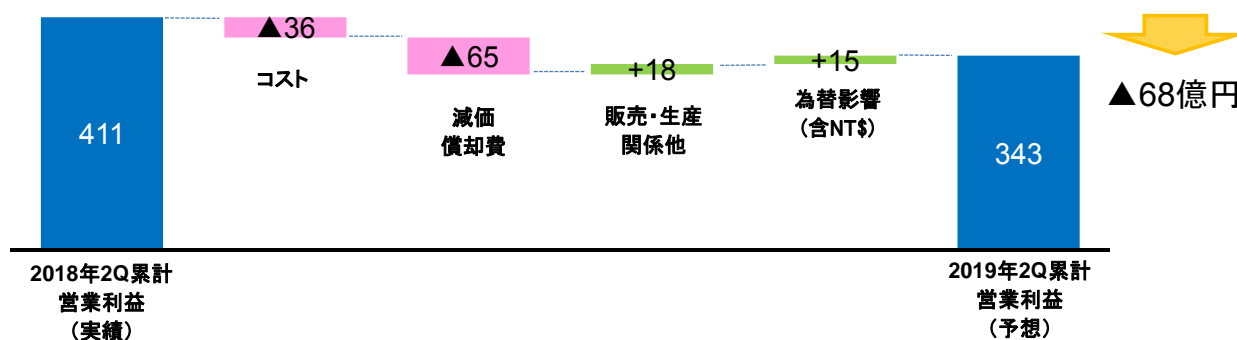 ▲36
▲65
+18
+15
▲68億円
コスト
減価
償却費
販売・生産
関係他
為替影響
(含NT$)
411
343
2018年2Q累計
営業利益
(実績)
2019年2Q累計
営業利益
(予想)